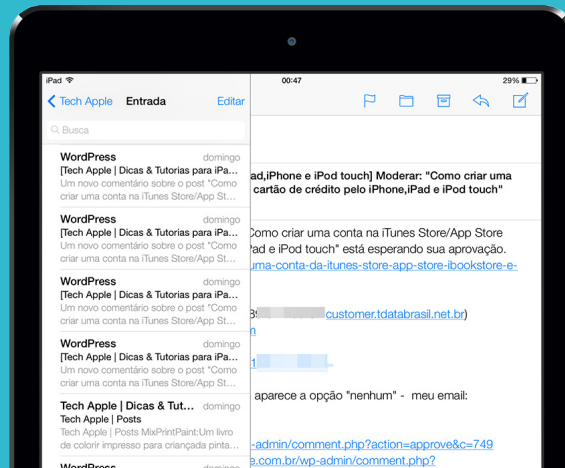 iPad
00:47
29%
Tech Apple
Entrada
Editar
Busca
WordPress domingo
[Tech Apple | Dicas & Tutorias para iPa...
Um novo comentário sobre o post "Como
criar uma conta na iTunes Store/App St...
WordPress domingo
[Tech Apple | Dicas & Tutorias para iPa...
Um novo comentário sobre o post "Como
criar uma conta na iTunes Store/App St...
WordPress domingo
[Tech Apple | Dicas & Tutorias para iPa...
Um novo comentário sobre o post "Como
criar uma conta na iTunes Store/App St...
WordPress domingo
[Tech Apple | Dicas & Tutorias para iPa...
Um novo comentário sobre o post "Como
criar uma conta na iTunes Store/App St...
Tech Apple | Dicas & Tut... domingo
Tech Apple | Posts
Tech Apple | Posts MixPrintPaint:Um livro
de colorir impresso para criançada pinta...
WordPress domingo
ad,iPhone e iPod touch] Moderar: "Como criar uma
cartão de crédito pelo iPhone,iPad e iPod touch"
Como criar uma conta na iTunes Store/App Store
Pad e iPod touch" está esperando sua aprovação.
uma-conta-da-itunes-store-app-store-ibookstore-e-
customer.tdatabrasil.net.br)
aparece a opção "nenhum" - meu email:
-admin/comment.php?action=approve&c=749
e.com.br/wp-admin/comment.php?